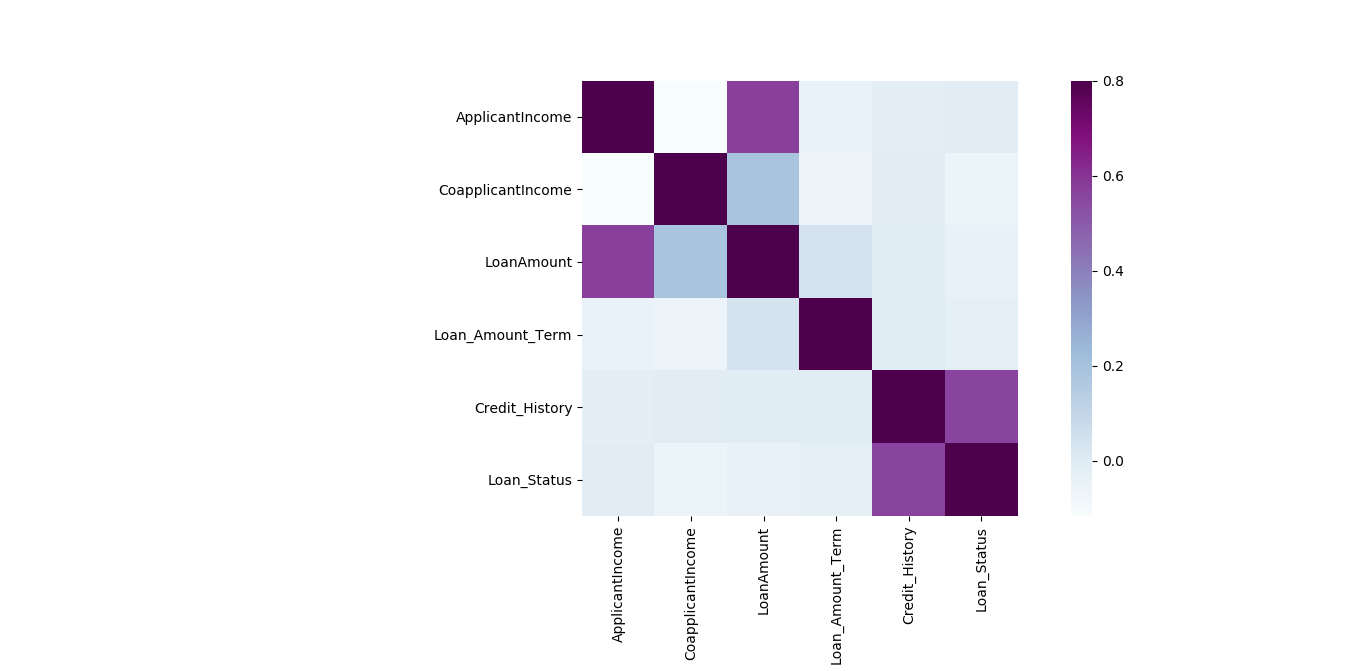 ApplicantIncome
CoapplicantIncome
LoanAmount
Loan_Amount_Term
Credit_History
Loan_Status
ApplicantIncome
CoapplicantIncome
LoanAmount
Loan_Amount_Term
Credit_History
Loan_Status
0.8
0.6
0.4
0.2
0.0